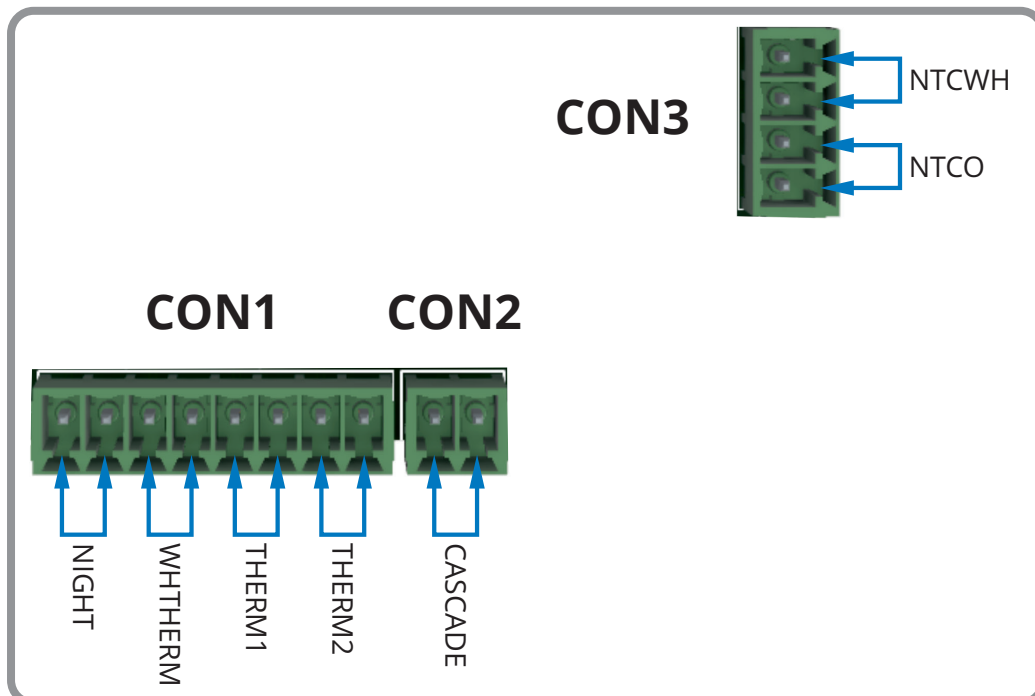 NTCWH
CON3
NTCO
CON1
CON2
NIGHT
WHTHERM
THERM1
THERM2
CASCADE